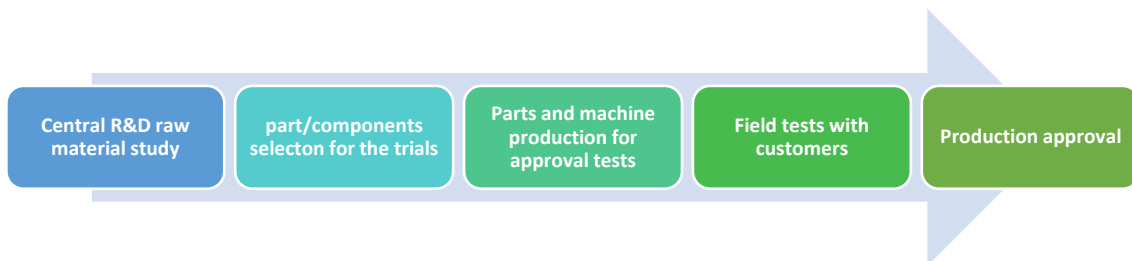 Central R&D raw
material study
part/components
selecton for the trials
Parts and machine
production for
approval tests
Field tests with
customers
Production approval